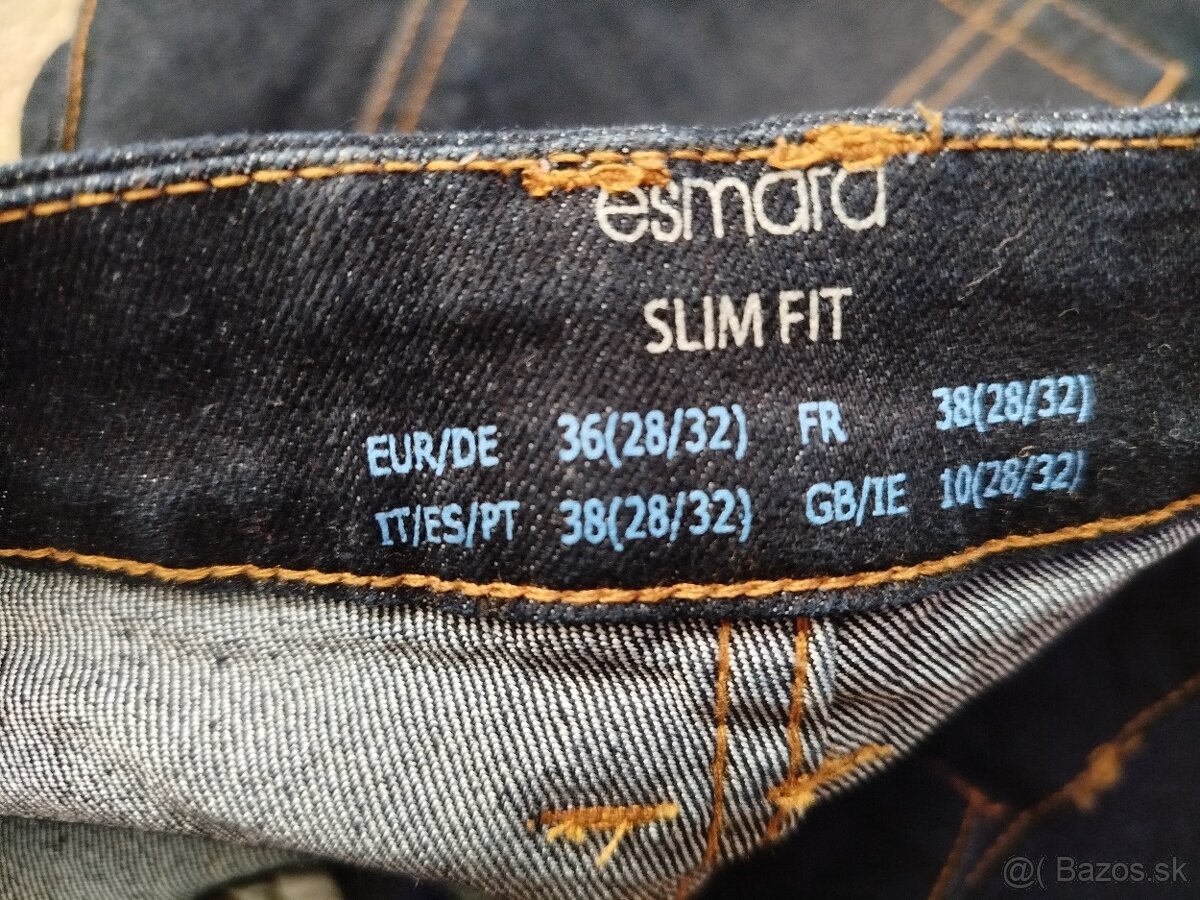 esmara
SLIM FIT
EUR/DE 36(28/32) FR 38(28/32)
IT/ES/PT 38(28/32) GB/IE 10(28/32)
@( Bazos.sk